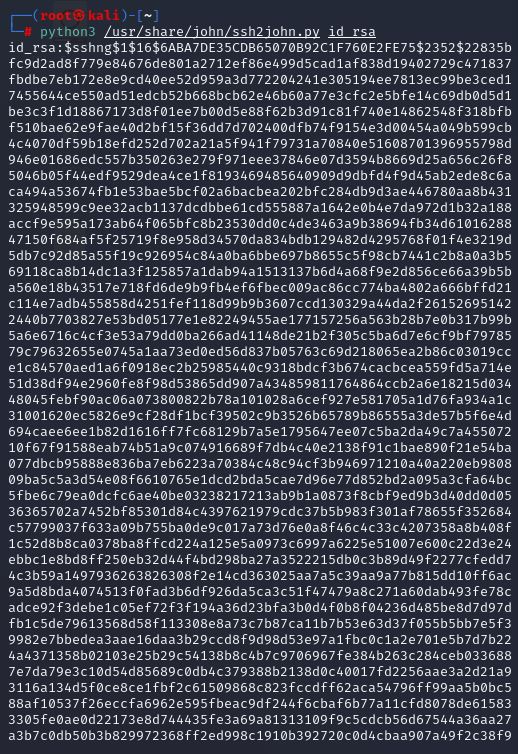 ┌──(root㉿kali)-[~]
└─# python3 /usr/share/john/ssh2john.py id_rsa
id_rsa:$sshng$1$16$6ABA7DE35CDB65070B92C1F760E2FE75$2352$22835b
fc9d2ad8f779e84676de801a2712ef86e499d5cad1af838d19402729c471837
fbdbe7eb172e8e9cd40ee52d959a3d772204241e305194ee7813ec99be3ced1
7455644ce550ad51edcb52b668bcb62e46b60a77e3cfc2e5bfe14c69db0d5d1
be3c3f1d18867173d8f01ee7b00d5e88f62b3d91c81f740e14862548f318bfb
f510bae62e9fae40d2bf15f36dd7d702400dfb74f9154e3d00454a049b599cb
4c4070df59b18efd252d702a21a5f941f79731a70840e51608701396955798d
946e01686edc557b350263e279f971eee37846e07d3594b8669d25a656c26f8
5046b05f44edf9529dea4ce1f8193469485640909d9dbfd4f9d45ab2ede8c6a
ca494a53674fb1e53bae5bcf02a6bacbea202bfc284db9d3ae446780aa8b431
325948599c9ee32acb1137dcdbbe61cd555887a1642e0b4e7da972d1b32a188
accf9e595a173ab64f065bfc8b23530dd0c4de3463a9b38694fb34d61016288
47150f684af5f25719f8e958d34570da834bdb129482d4295768f01f4e3219d
5db7c92d85a55f19c926954c84a0ba6bbe697b8655c5f98cb7441c2b8a0a3b5
69118ca8b14dc1a3f125857a1dab94a1513137b6d4a68f9e2d856ce66a39b5b
a560e18b43517e718fd6de9b9fb4ef6fbec009ac86cc774ba4802a666bffd21
c114e7adb455858d4251fef118d99b9b3607ccd130329a44da2f26152695142
2440b7703827e53bd05177e1e82249455ae177157256a563b28b7e0b317b99b
5a6e6716c4cf3e53a79dd0ba266ad41148de21b2f305c5ba6d7e6cf9bf79785
79c79632655e0745a1aa73ed0ed56d837b05763c69d218065ea2b86c03019cc
e1c84570aed1a6f0918ec2b25985440c9318bdcf3b674cacbcea559fd5a714e
51d38df94e2960fe8f98d53865dd907a434859811764864ccb2a6e18215d034
48045febf90ac06a073800822b78a101028a6cef927e581705a1d76fa934a1c
31001620ec5826e9cf28df1bcf39502c9b3526b65789b86555a3de57b5f6e4d
694caee6ee1b82d1616ff7fc68129b7a5e1795647ee07c5ba2da49c7a455072
10f67f91588eab74b51a9c074916689f7db4c40e2138f91c1bae890f21e54ba
077dbcb95888e836ba7eb6223a70384c48c94cf3b946971210a40a220eb9808
09ba5c5a3d54e08f6610765e1dcd2bda5cae7d96e77d852bd2a095a3cfa64bc
5fbe6c79ea0dcfc6ae40be03238217213ab9b1a0873f8cbf9ed9b3d40dd0d05
36365702a7452bf85301d84c4397621979cdc37b5b983f301af78655f352684
c57799037f633a09b755ba0de9c017a73d76e0a8f46c4c33c4207358a8b408f
1c52d8b8ca0378ba8ffcd224a125e5a0973c6997a6225e51007e600c22d3e24
ebbc1e8bd8ff250eb32d44f4bd298ba27a3522215db0c3b89d49f2277cfedd7
4c3b59a1497936263826308f2e14cd363025aa7a5c39aa9a77b815dd10ff6ac
9a5d8bda4074513f0fad3b6df926da5ca3c51f47479a8c271a60dab493fe78c
adce92f3debe1c05ef72f3f194a36d23bfa3b0d4f0b8f04236d485be8d7d97d
fb1c5de79613568d58f113308e8a73c7b87ca11b7b53e63d37f055b5bb7e5f3
9982e7bbedea3aae16daa3b29ccd8f9d98d53e97a1fbc0c1a2e701e5b7d7b22
4a4371358b02103e25b29c54138b8c4b7c9706967fe384b263c284ceb033688
7e7da79e3c10d54d85689c0db4c379388b2138d0c40017fd2256aae3a2d21a9
3116a134d5f0ce8ce1fbf2c61509868c823fccdff62aca54796ff99aa5b0bc5
88af10537f26eccfa6962e595fbeac9df244f6cbaf6b77a11cfd8078de61583
3305fe0ae0d22173e8d744435fe3a69a81313109f9c5cdcb56d67544a36aa27
a3b7c0db50b3b829972368ff2ed998c1910b392720c0d4cbaa907a49f2c38f9